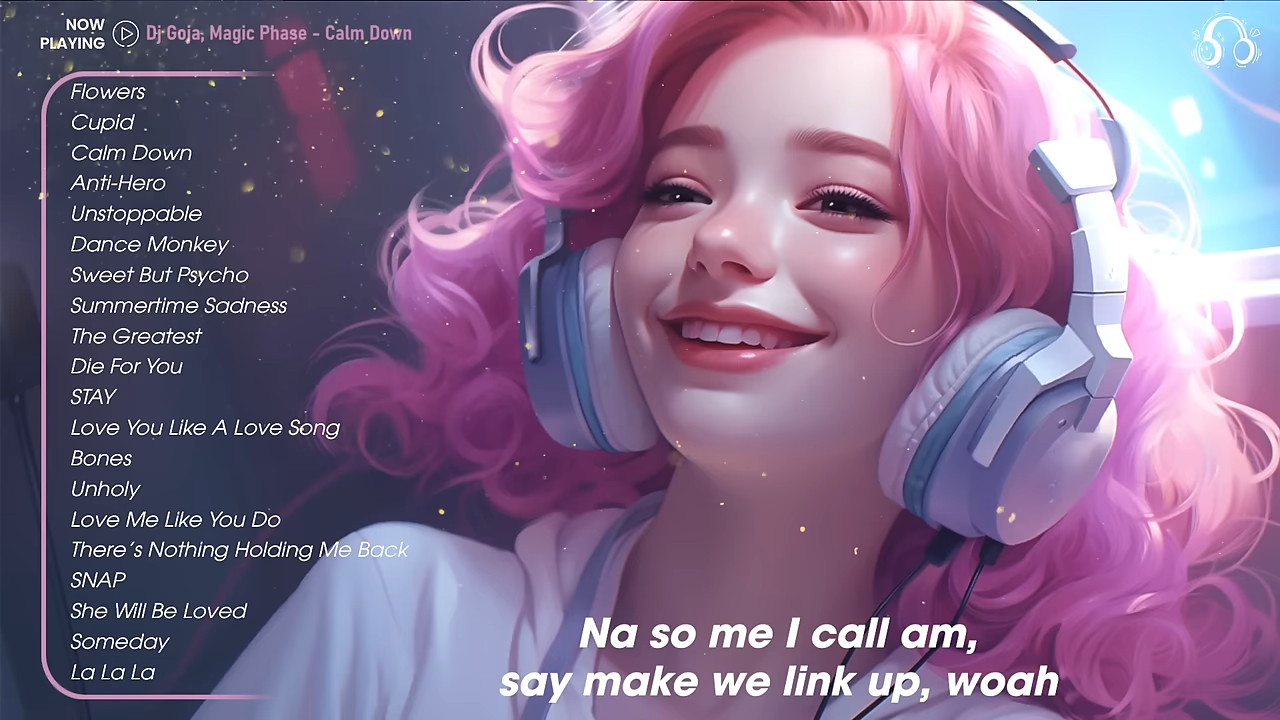 NOW
PLAYING
Dj Goja, Magic Phase - Calm Down
Flowers
Cupid
Calm Down
Anti-Hero
Unstoppable
Dance Monkey
Sweet But Psycho
Summertime Sadness
The Greatest
Die For You
STAY
Love You Like A Love Song
Bones
Unholy
Love Me Like You Do
There's Nothing Holding Me Back
SNAP
She Will Be Loved
Someday
La La La
Na so me I call am,
say make we link up, woah